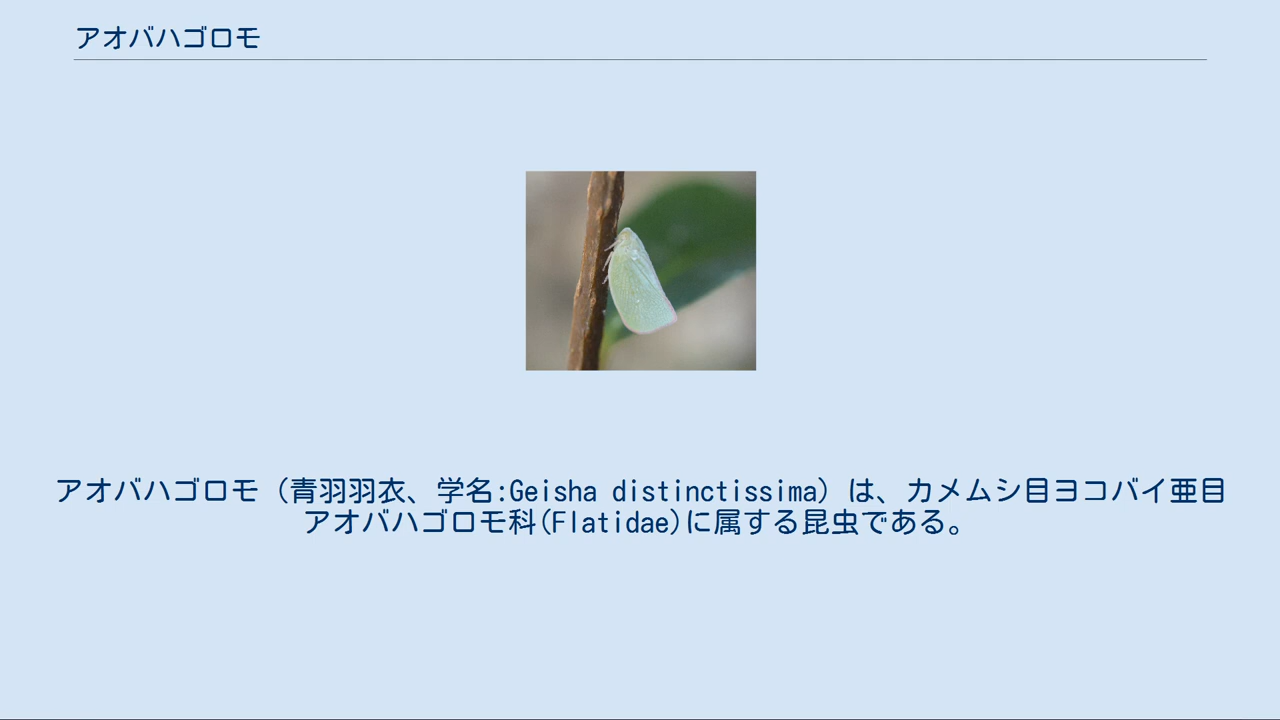 アオバハゴロモ
アオバハゴロモ（青羽羽衣、学名:Geisha distinctissima）は、カメムシ目ヨコバイ亜目
アオバハゴロモ科(Flatidae)に属する昆虫である。